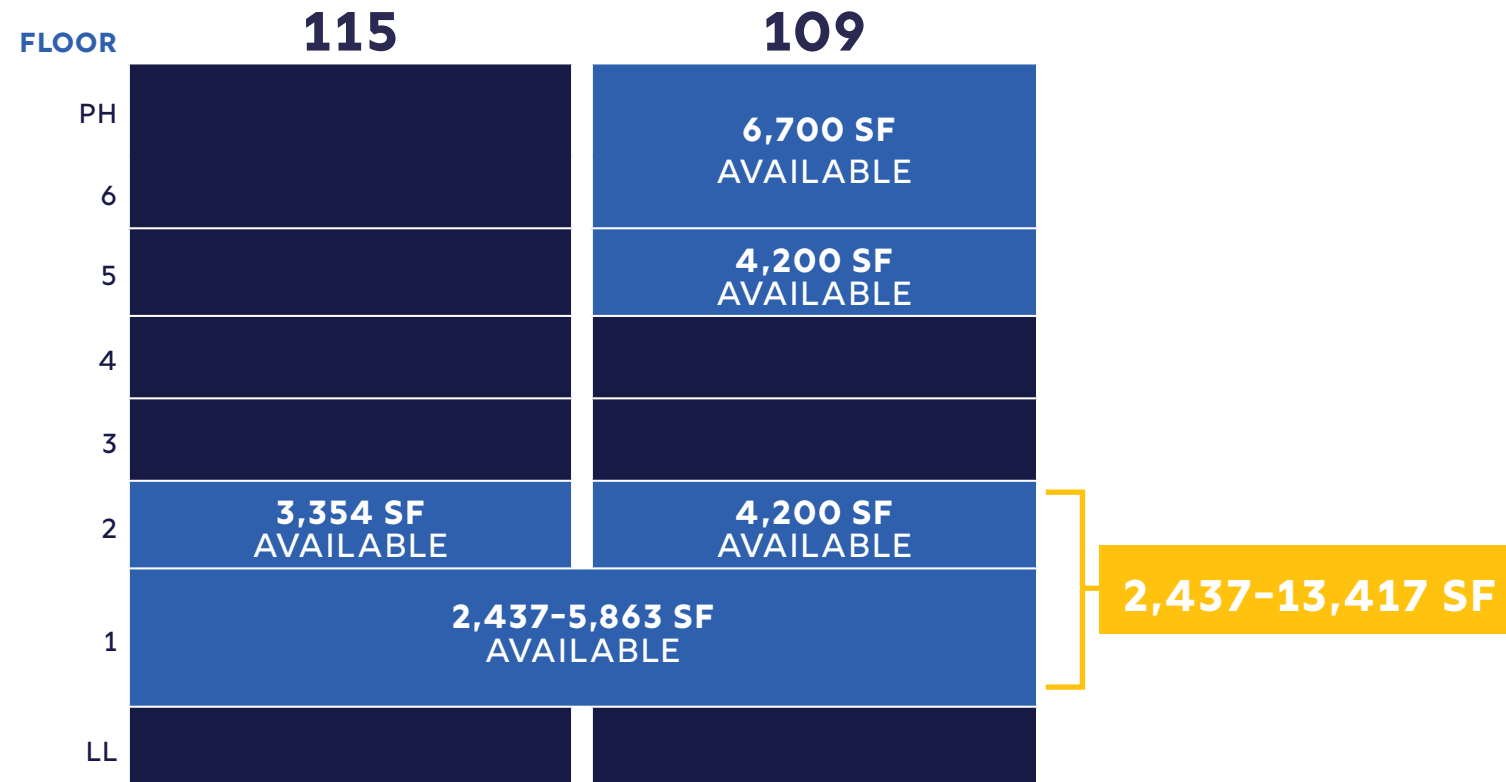 FLOOR 115 109
PH
6,700 SF
AVAILABLE
6
5
4,200 SF
AVAILABLE
4
3
2
3,354 SF
AVAILABLE
4,200 SF
AVAILABLE
2,437-13,417 SF
1
2,437-5,863 SF
AVAILABLE
LL